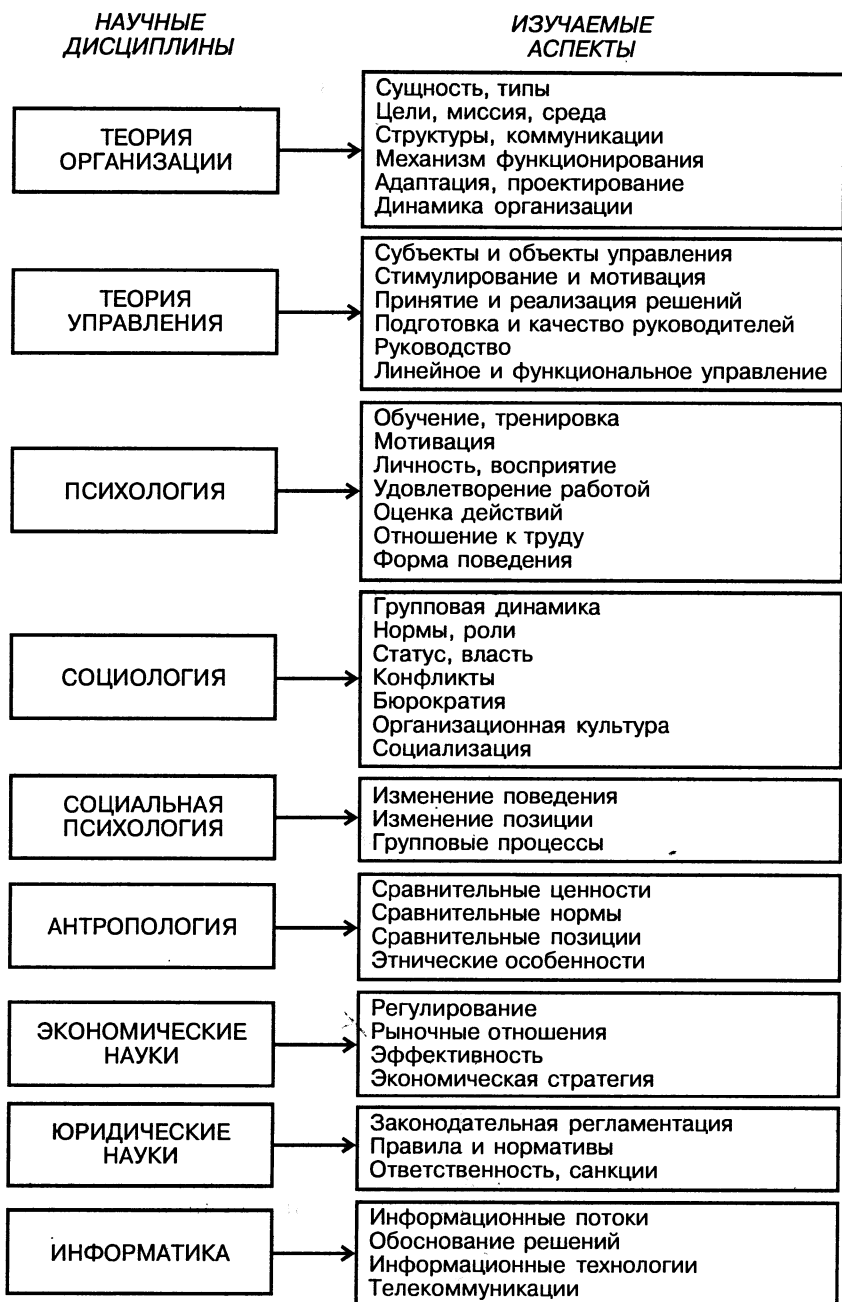 НАУЧНЫЕ
ДИСЦИПЛИНЫ
ИЗУЧАЕМЫЕ
АСПЕКТЫ
ТЕОРИЯ
ОРГАНИЗАЦИИ
Сущность, типы
Цели, миссия, среда
Структуры, коммуникации
Механизм функционирования
Адаптация, проектирование
Динамика организации
ТЕОРИЯ
УПРАВЛЕНИЯ
Субъекты и объекты управления
Стимулирование и мотивация
Принятие и реализация решений
Подготовка и качество руководителей
Руководство
Линейное и функциональное управление
ПСИХОЛОГИЯ
Обучение, тренировка
Мотивация
Личность, восприятие
Удовлетворение работой
Оценка действий
Отношение к труду
Форма поведения
СОЦИОЛОГИЯ
Групповая динамика
Нормы, роли
Статус, власть
Конфликты
Бюрократия
Организационная культура
Социализация
СОЦИАЛЬНАЯ
ПСИХОЛОГИЯ
Изменение поведения
Изменение позиции
Групповые процессы
АНТРОПОЛОГИЯ
Сравнительные ценности
Сравнительные нормы
Сравнительные позиции
Этнические особенности
ЭКОНОМИЧЕСКИЕ
НАУКИ
Регулирование
Рыночные отношения
Эффективность
Экономическая стратегия
ЮРИДИЧЕСКИЕ
НАУКИ
Законодательная регламентация
Правила и нормативы
Ответственность, санкции
ИНФОРМАТИКА
Информационные потоки
Обоснование решений
Информационные технологии
Телекоммуникации